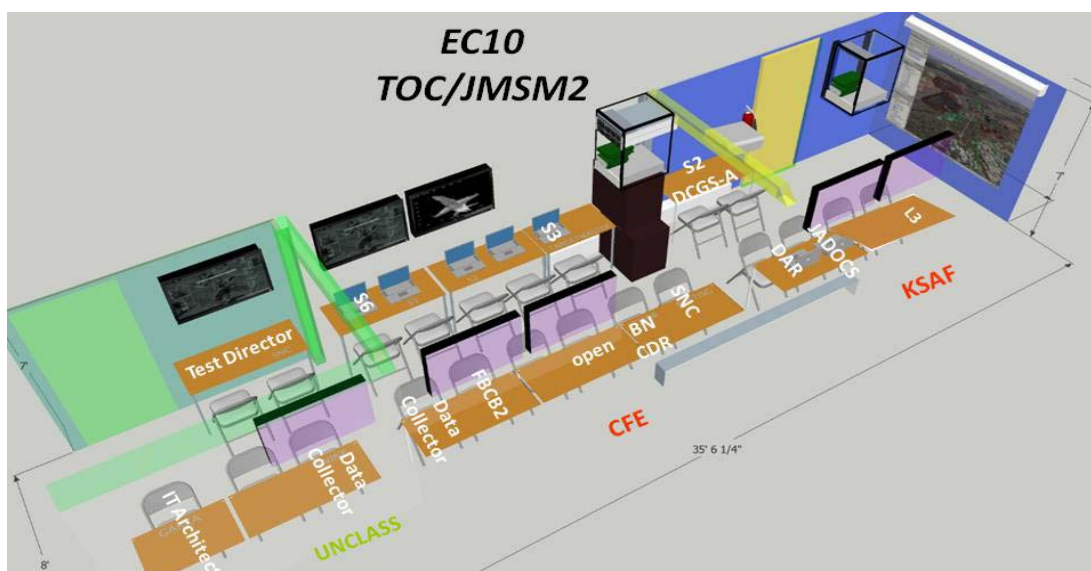 EC10
TOC/JMSM2
S2
DCGS-A
7'
L3
S3
JADOCS
DAR
KSAF
S6
SNC
BN
CDR
Test Director
SNC
open
7'
FBCB2
CFE
Data
Collector
35' 6 1/4"
Data
Collector
IT Architect
UNCLASS
8'